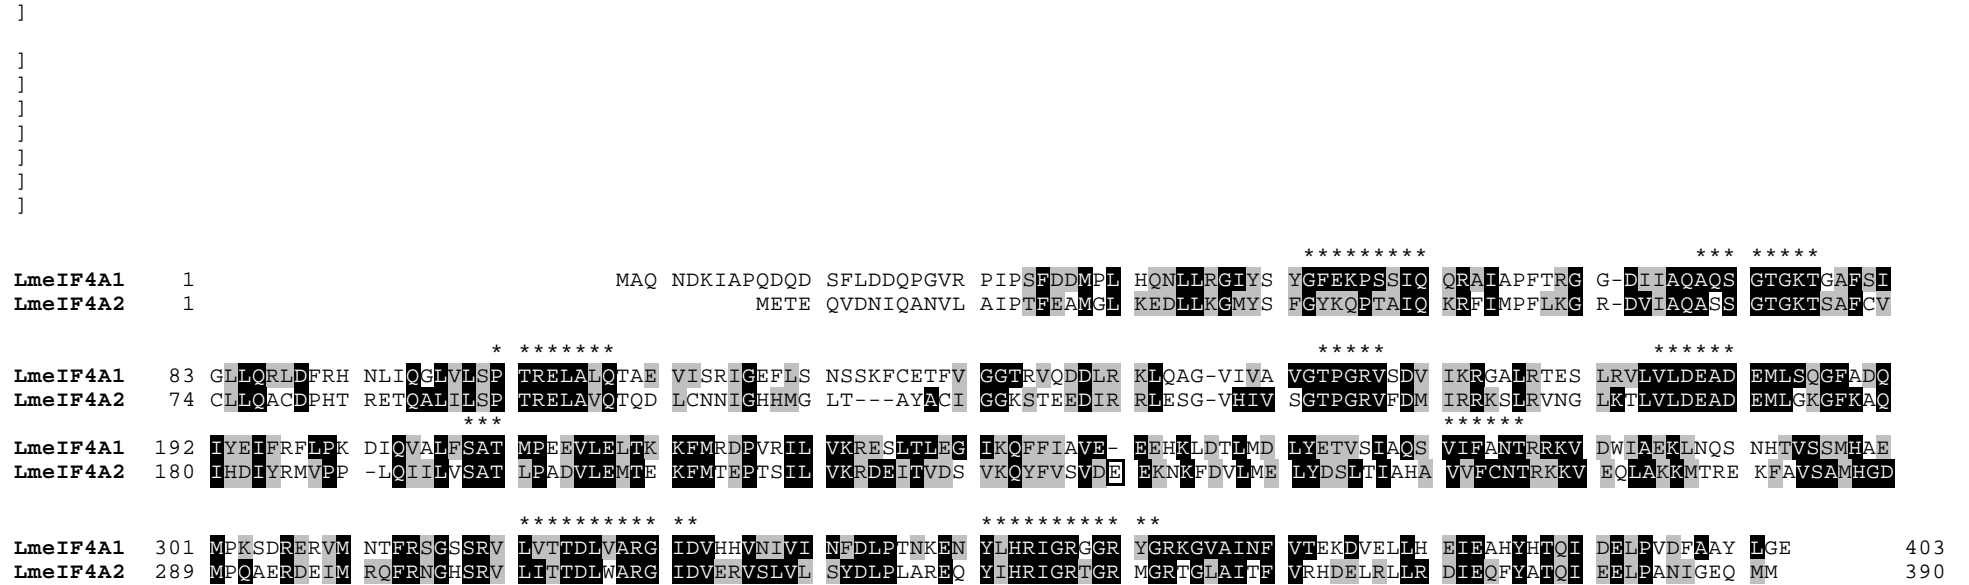 ]
]
]
]
]
]
]
]
********* *** *****
LmeIF4A1 1 MAQ NDKIAPQDQD SFLDDQPGVR PIPSFDDMPL HQNLLRGIYS YGFEKPSSIQ QRAIAPFTRG G-DIIAQAQS GTGKTGAFSI
LmeIF4A2 1 METE QVDNIQANVL AIPTFEAMGL KEDLLKGMYS FGYKQPTAIQ KRFIMPFLKG R-DVIAQASS GTGKTSAFCV
* ******* ***** ******
LmeIF4A1 83 GLLQRLDFRH NLIQGLVLSP TRELALQTAE VISRIGEFLS NSSKFCETFV GGTRVQDDLR KLQAG-VIVA VGTPGRVSDV IKRGALRTES LRVLVLDEAD EMLSQGFADQ
LmeIF4A2 74 CLLQACDPHT RETQALILSP TRELAVQTQD LCNNIGHHMG LT---AYACI GGKSTEEDIR RLESG-VHIV SGTPGRVFDM IRRKSLRVNG LKTLVLDEAD EMLGKGFKAQ
*** ******
LmeIF4A1 192 IYEIFRFLPK DIQVALFSAT MPEEVLELTK KFMRDPVRIL VKRESLTLEG IKQFFIAVE- EEHKLDTLMD LYETVSIAQS VIFANTRRKV DWIAEKLNQS NHTVSSMHAE
LmeIF4A2 180 IHDIYRMVPP -LQIILVSAT LPADVLEMTE KFMTEPTSIL VKRDEITVDS VKQYFVSVDE EKNKFDVLME LYDSLTIAHA VVFCNTRKKV EQLAKKMTRE KFAVSAMHGD
********** ** ********** **
LmeIF4A1 301 MPKSDRERVM NTFRSGSSRV LVTTDLVARG IDVHHVNIVI NFDLPTNKEN YLHRIGRGGR YGRKGVAINF VTEKDVELLH EIEAHYHTQI DELPVDFAAY LGE 403
LmeIF4A2 289 MPQAERDEIM RQFRNGHSRV LITTDLWARG IDVERVSLVL SYDLPLAREQ YIHRIGRTGR MGRTGLAITF VRHDELRLLR DIEQFYATQI EELPANIGEQ MM 390